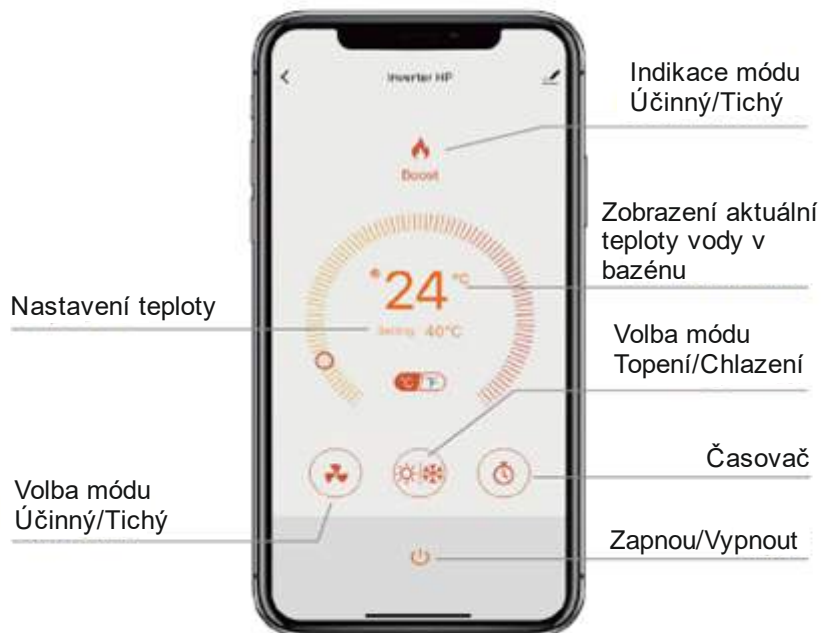 Inverter HP
Indikace módu
Účinný/Tichý
Boost
Zobrazení aktuální
teploty vody v
bazénu
24 °C
Nastavení teploty
Setting 40°C
Volba módu
Topení/Chlazení
°C °F
Časovač
Volba módu
Účinný/Tichý
Zapnou/Vypnout